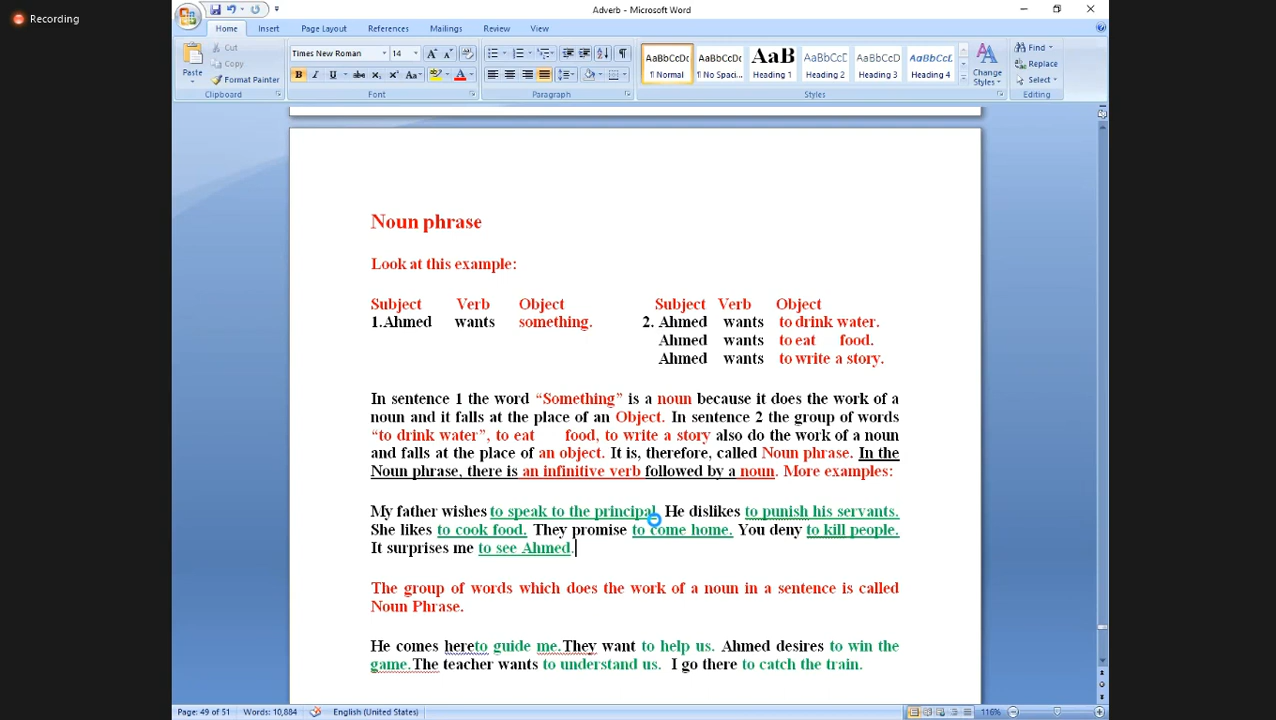 Recording
Adverb - Microsoft Word
Home Insert Page Layout References Mailings Review View
Paste
Cut
Copy
Format Painter
Clipboard
Times New Roman 14
Font
Paragraph
AaBbCcDc AaBbCcDc AaB AaBbCc AaBbCcI AaBbCcI
¶ Normal ¶ No Spaci... Heading 1 Heading 2 Heading 3 Heading 4
Change Styles
Styles
Find
Replace
Select
Editing
Noun phrase
Look at this example:
Subject Verb Object Subject Verb Object
1.Ahmed wants something. 2. Ahmed wants to drink water.
Ahmed wants to eat food.
Ahmed wants to write a story.
In sentence 1 the word “Something” is a noun because it does the work of a
noun and it falls at the place of an Object. In sentence 2 the group of words
“to drink water”, to eat food, to write a story also do the work of a noun
and falls at the place of an object. It is, therefore, called Noun phrase. In the
Noun phrase, there is an infinitive verb followed by a noun. More examples:
My father wishes to speak to the principal. He dislikes to punish his servants.
She likes to cook food. They promise to come home. You deny to kill people.
It surprises me to see Ahmed.
The group of words which does the work of a noun in a sentence is called
Noun Phrase.
He comes hereto guide me.They want to help us. Ahmed desires to win the
game.The teacher wants to understand us. I go there to catch the train.
Page: 49 of 51 Words: 10,884 English (United States) 116%